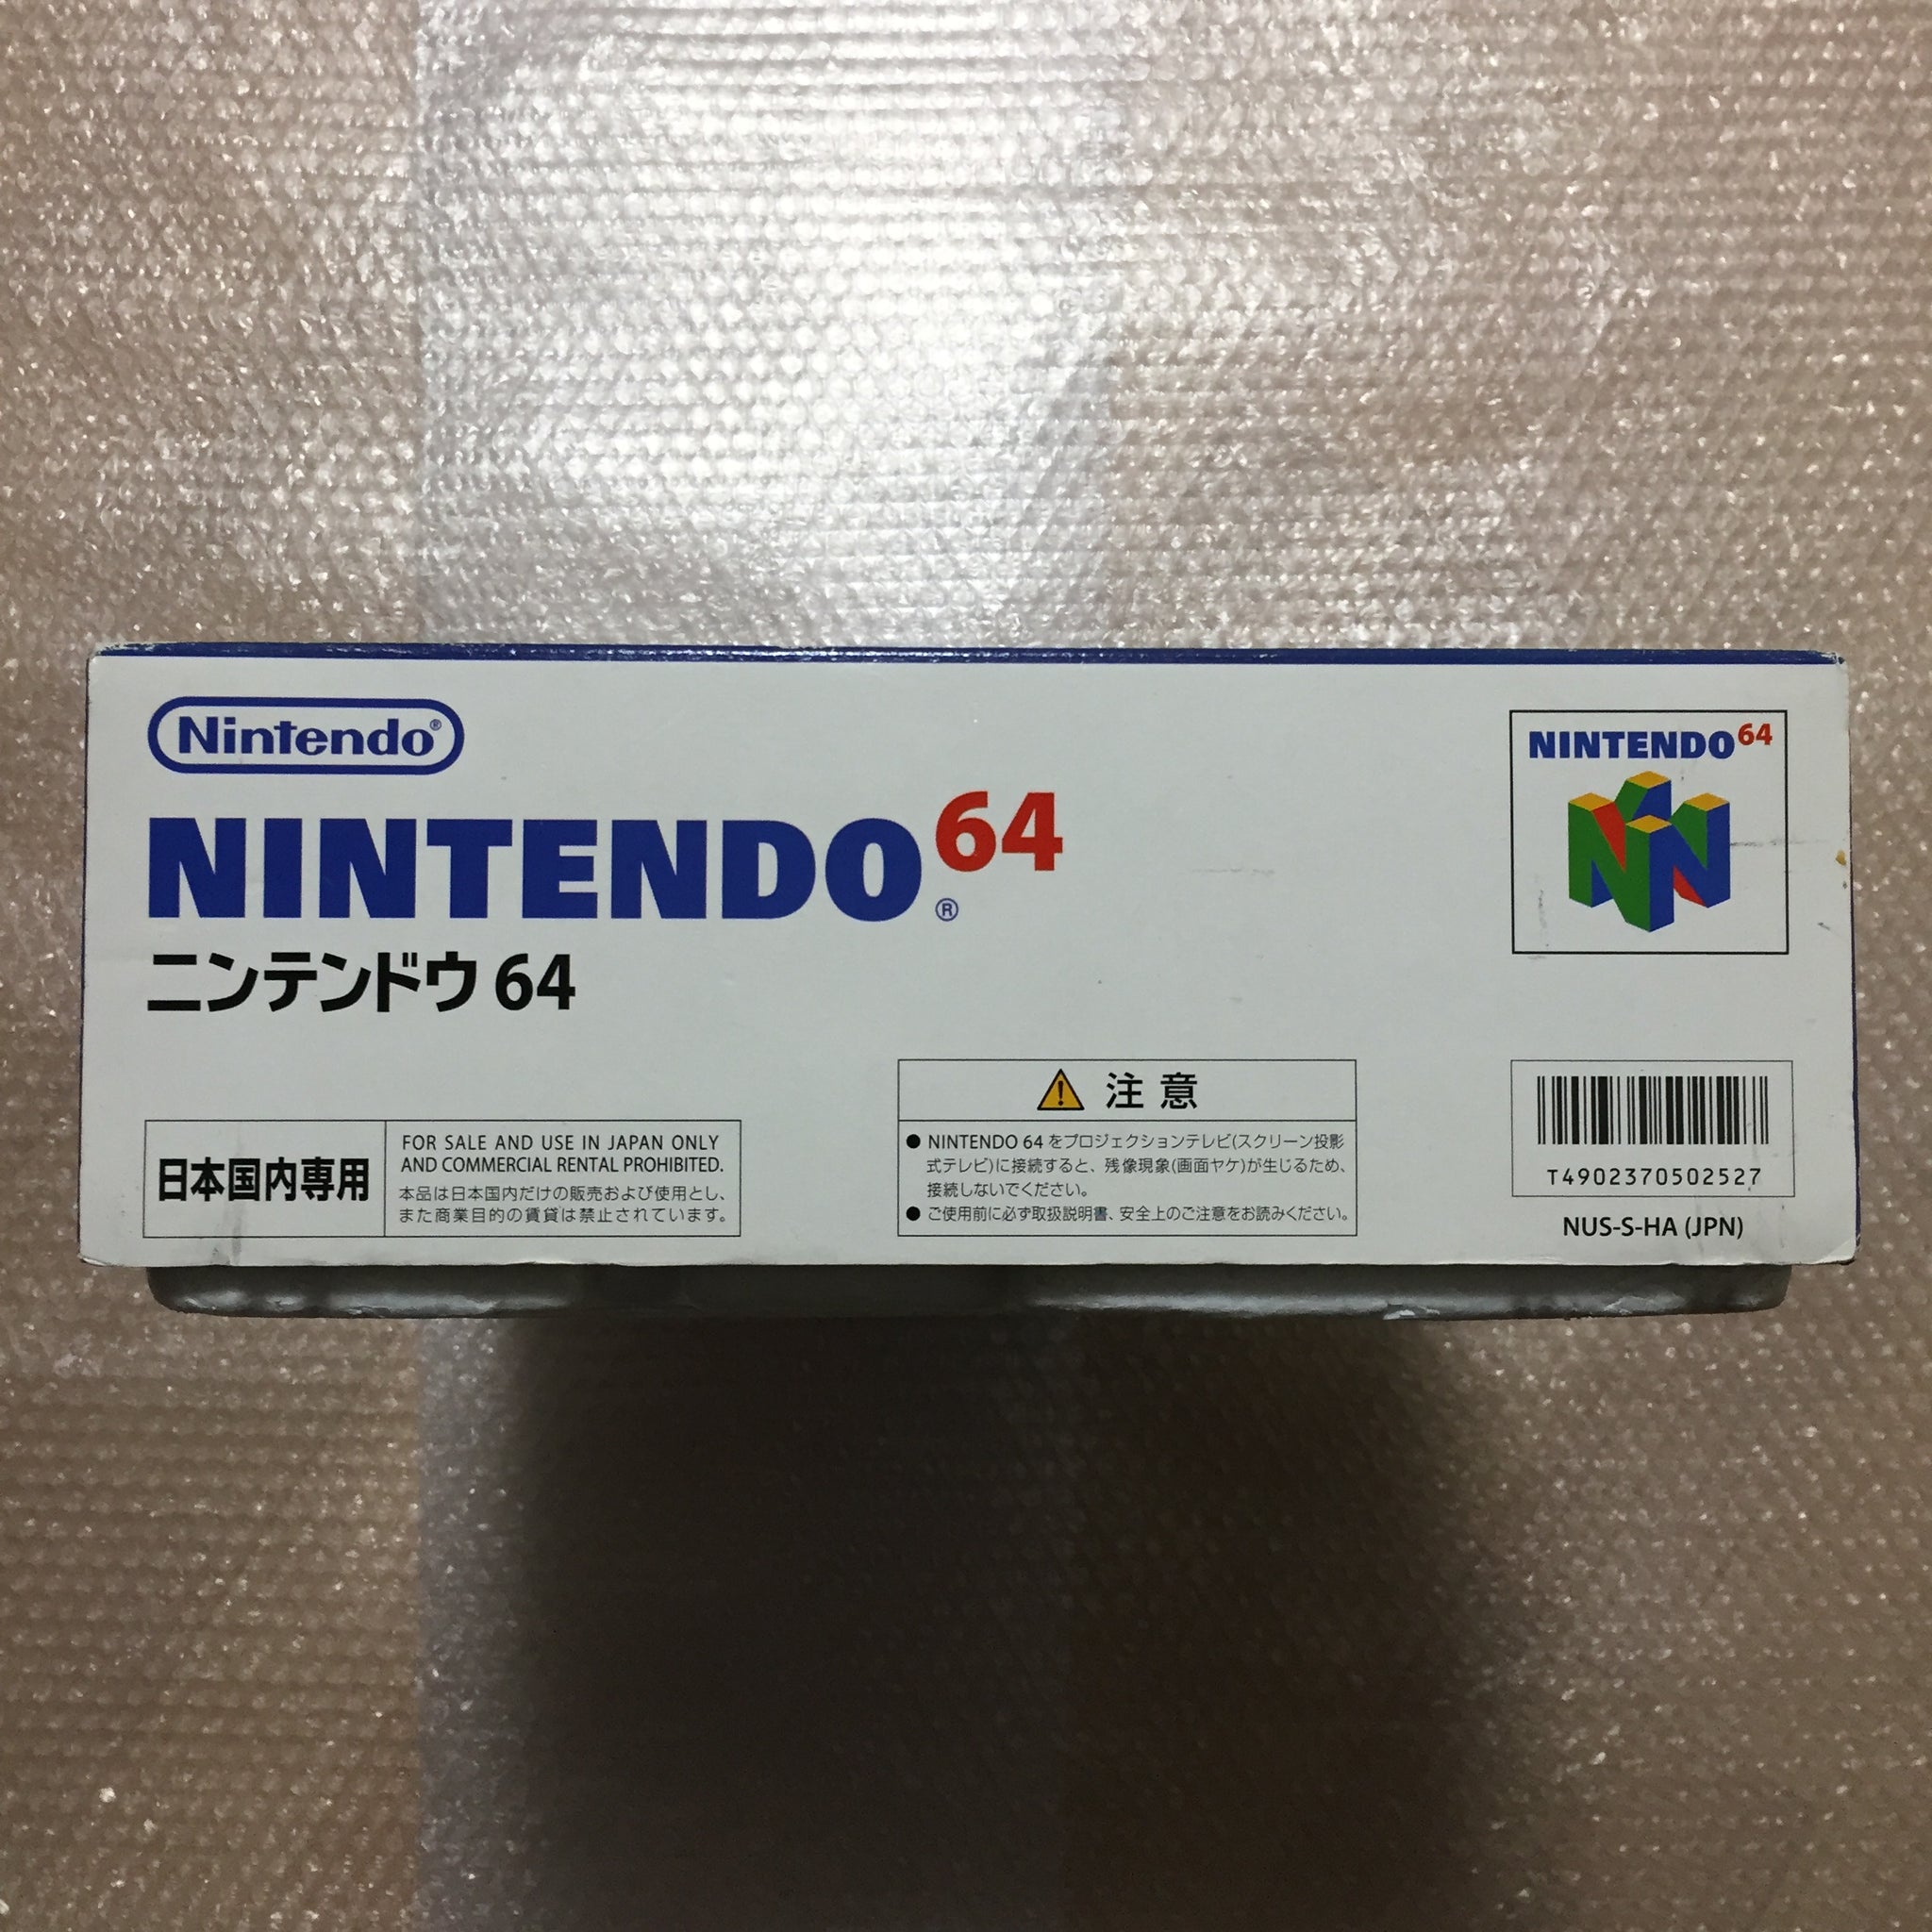 Nintendo®
NINTENDO64®
ニンテンドウ64
日本国内専用
FOR SALE AND USE IN JAPAN ONLY
AND COMMERCIAL RENTAL PROHIBITED.
本品は日本国内だけの販売および使用とし、
また商業目的の賃貸は禁止されています。
注意
● NINTENDO 64 をプロジェクションテレビ(スクリーン投影
式テレビ)に接続すると、残像現象(画面ヤケ)が生じるため、
接続しないでください。
● ご使用前に必ず取扱説明書、安全上のご注意をお読みください。
NINTENDO64
T4902370502527
NUS-S-HA (JPN)